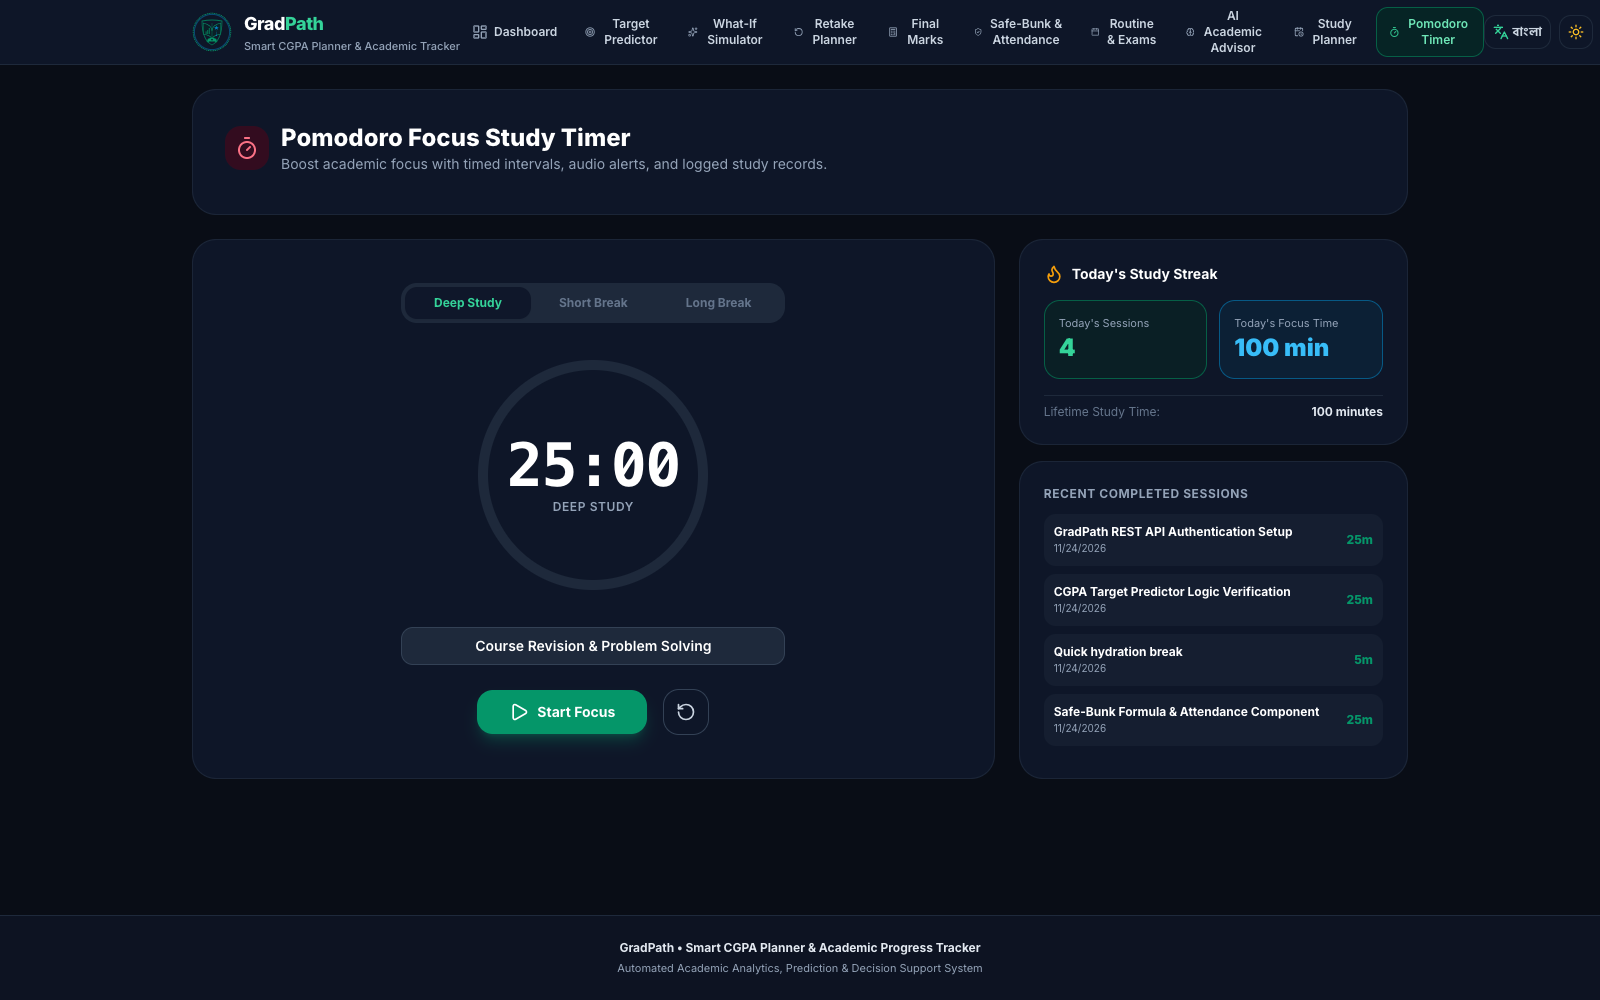 GradPath
Smart CGPA Planner & Academic Tracker
Dashboard
Target
Predictor
What-If
Simulator
Retake
Planner
Final
Marks
Safe-Bunk &
Attendance
Routine
& Exams
AI
Academic
Advisor
Study
Planner
Pomodoro
Timer
বাংলা
Pomodoro Focus Study Timer
Boost academic focus with timed intervals, audio alerts, and logged study records.
Deep Study
Short Break
Long Break
25:00
DEEP STUDY
Course Revision & Problem Solving
Start Focus
Today's Study Streak
Today's Sessions
4
Today's Focus Time
100 min
Lifetime Study Time:
100 minutes
RECENT COMPLETED SESSIONS
GradPath REST API Authentication Setup
11/24/2026
25m
CGPA Target Predictor Logic Verification
11/24/2026
25m
Quick hydration break
11/24/2026
5m
Safe-Bunk Formula & Attendance Component
11/24/2026
25m
GradPath • Smart CGPA Planner & Academic Progress Tracker
Automated Academic Analytics, Prediction & Decision Support System